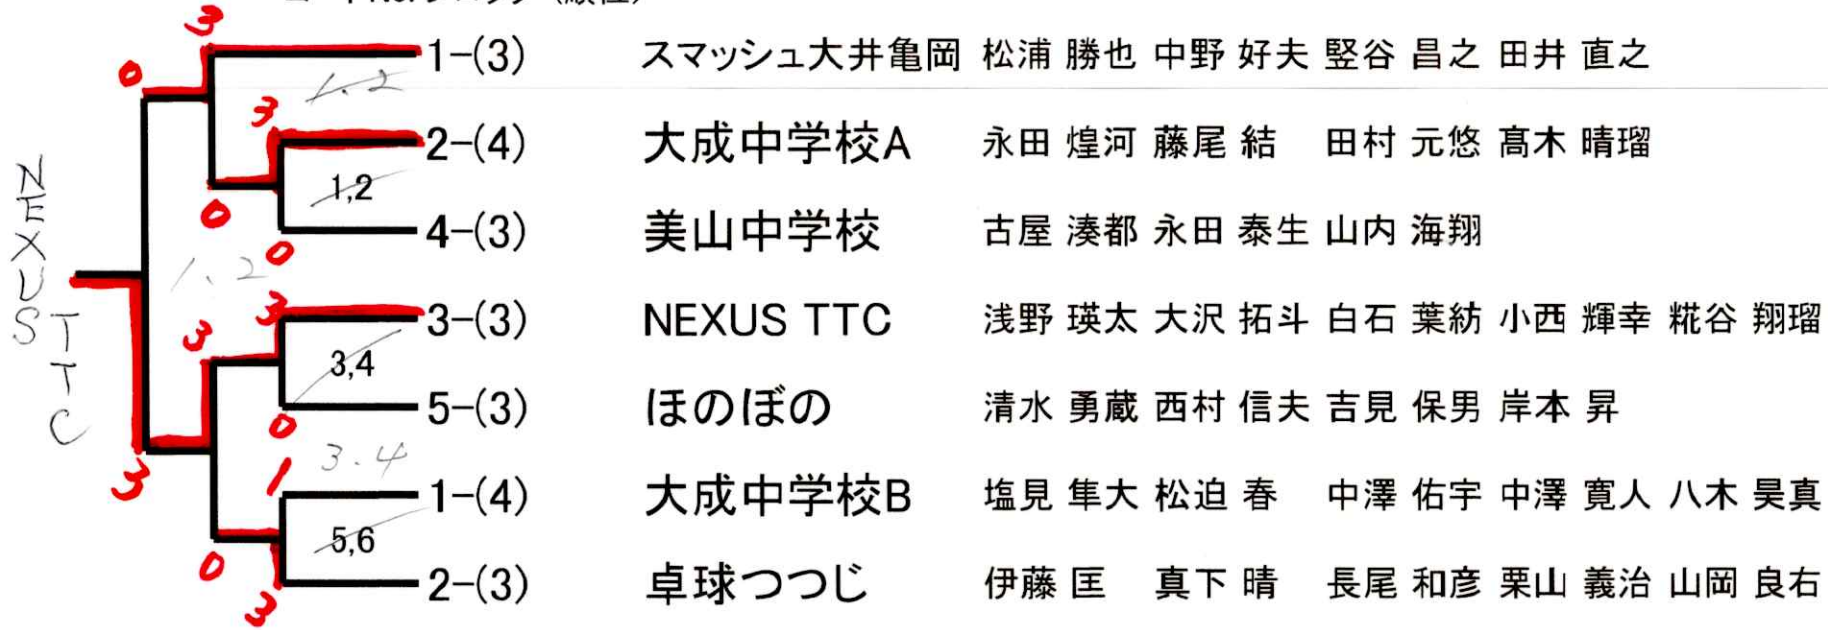 3
1-(3) スマッシュ大井亀岡 松浦 勝也 中野 好夫 竪谷 昌之 田井 直之
0
1.2
3
2-(4) 大成中学校A 永田 煌河 藤尾 結 田村 元悠 髙木 晴瑠
1,2
0
4-(3) 美山中学校 古屋 湊都 永田 泰生 山内 海翔
0
NEXUS TTC
1.2
3
3-(3) NEXUS TTC 浅野 瑛太 大沢 拓斗 白石 葉紡 小西 輝幸 糀谷 翔瑠
3
3,4
5-(3) ほのぼの 清水 勇蔵 西村 信夫 吉見 保男 岸本 昇
0
3.4
3
1
1-(4) 大成中学校B 塩見 隼大 松迫 春 中澤 佑宇 中澤 寛人 八木 昊真
5,6
0
2-(3) 卓球つつじ 伊藤 匡 真下 晴 長尾 和彦 栗山 義治 山岡 良右
3